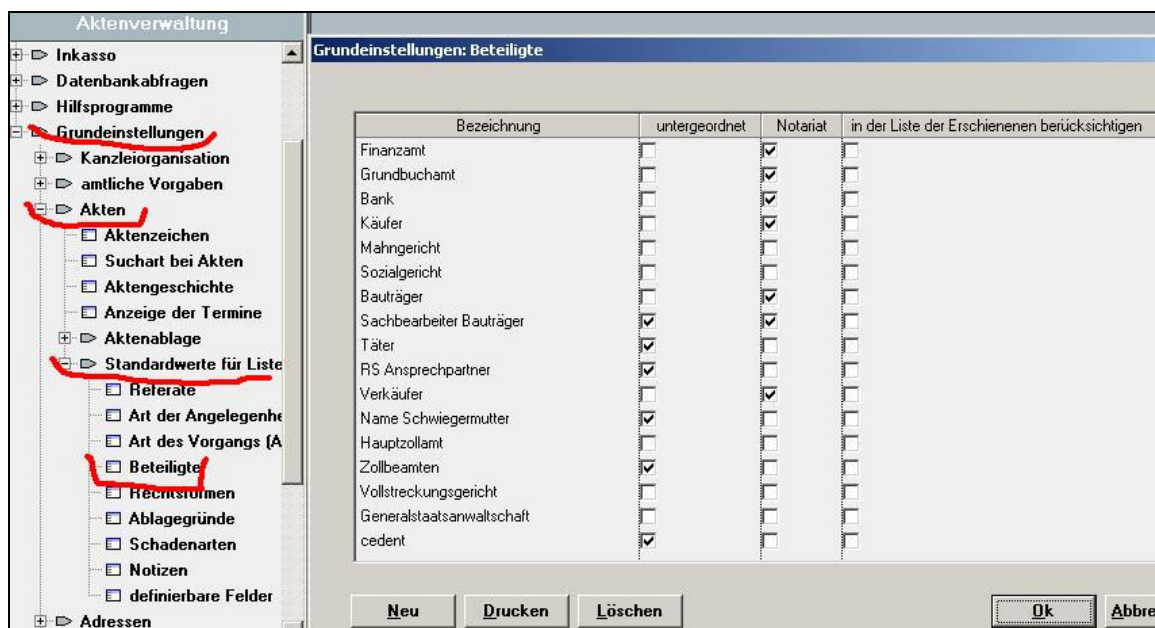 Aktenverwaltung
Inkasso
Datenbankabfragen
Hilfsprogramme
Grundeinstellungen
Kanzleiorganisation
amtliche Vorgaben
Akten
Aktenzeichen
Suchart bei Akten
Aktengeschichte
Anzeige der Termine
Aktenablage
Standardwerte für Liste
Referate
Art der Angelegenhe
Art des Vorgangs (A
Beteiligte
Rechtsformen
Ablagegründe
Schadenarten
Notizen
definierbare Felder
Adressen
Grundeinstellungen: Beteiligte
Bezeichnung untergeordnet Notariat in der Liste der Erschienenen berücksichtigen
Finanzamt
Grundbuchamt
Bank
Käufer
Mahngericht
Sozialgericht
Bauträger
Sachbearbeiter Bauträger
Täter
RS Ansprechpartner
Verkäufer
Name Schwiegermutter
Hauptzollamt
Zollbeamten
Vollstreckungsgericht
Generalstaatsanwaltschaft
cedent
Neu Drucken Löschen Ok Abbre